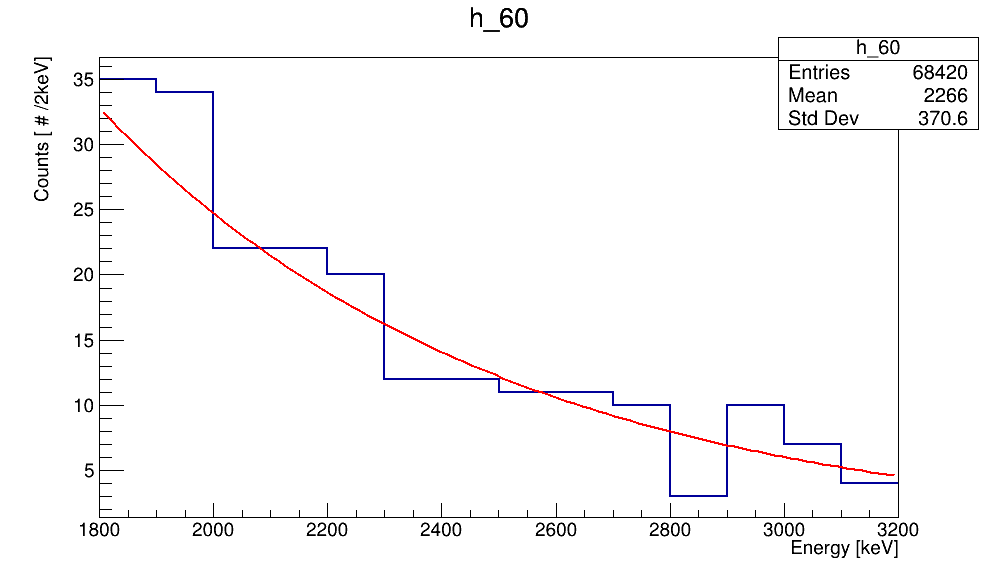 h_60
h_60
Entries 68420
Mean 2266
Std Dev 370.6
Counts [ # /2keV]
35
30
25
20
15
10
5
1800 2000 2200 2400 2600 2800 3000 3200
Energy [keV]